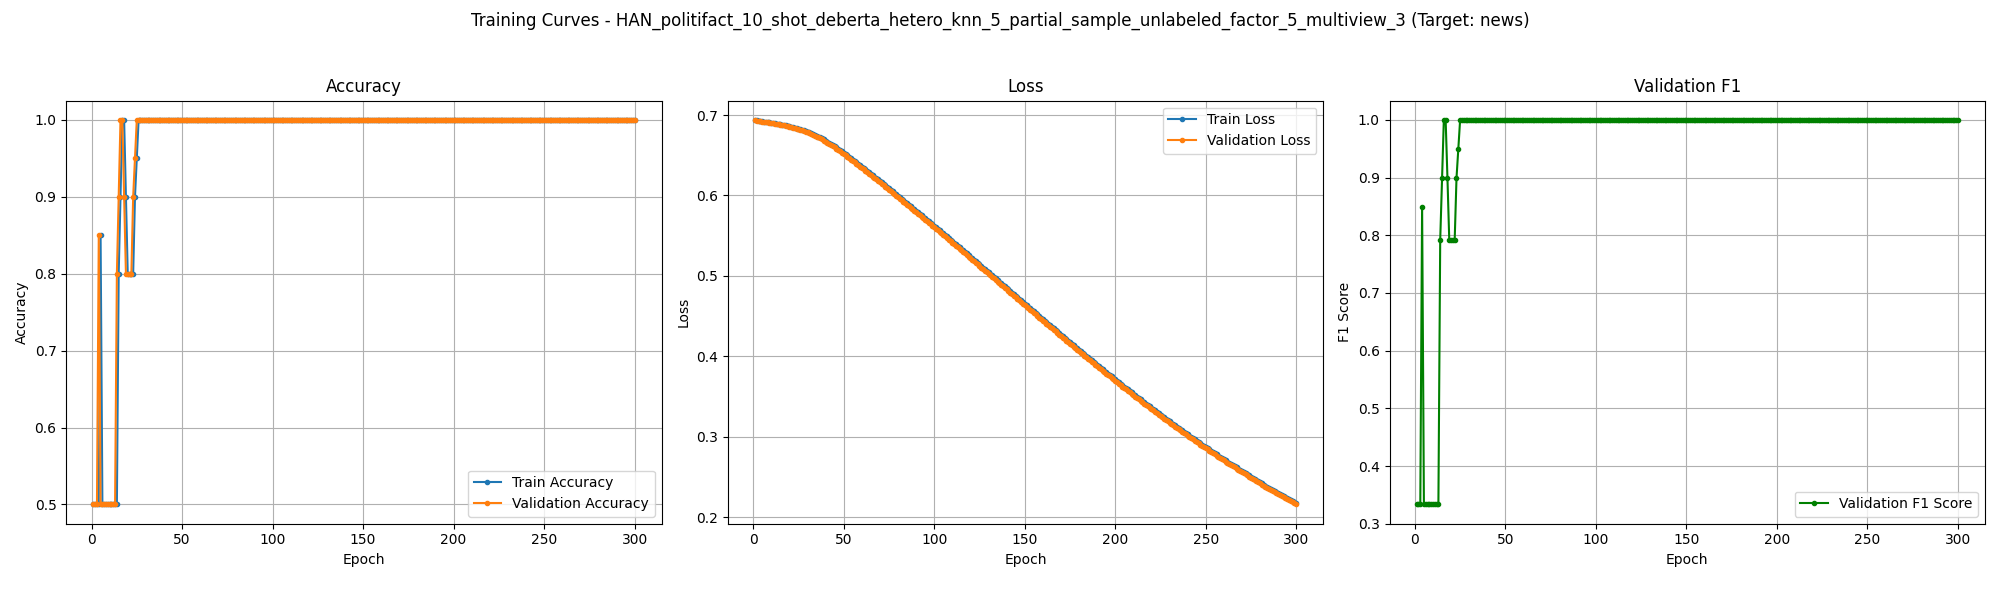 Training Curves - HAN_politifact_10_shot_deberta_hetero_knn_5_partial_sample_unlabeled_factor_5_multiview_3 (Target: news)
Accuracy
1.0
0.9
0.8
0.7
0.6
0.5
Accuracy
Train Accuracy
Validation Accuracy
0 50 100 150 200 250 300
Epoch
Loss
0.7
0.6
0.5
0.4
0.3
0.2
Loss
Train Loss
Validation Loss
0 50 100 150 200 250 300
Epoch
Validation F1
1.0
0.9
0.8
0.7
0.6
0.5
0.4
0.3
F1 Score
Validation F1 Score
0 50 100 150 200 250 300
Epoch